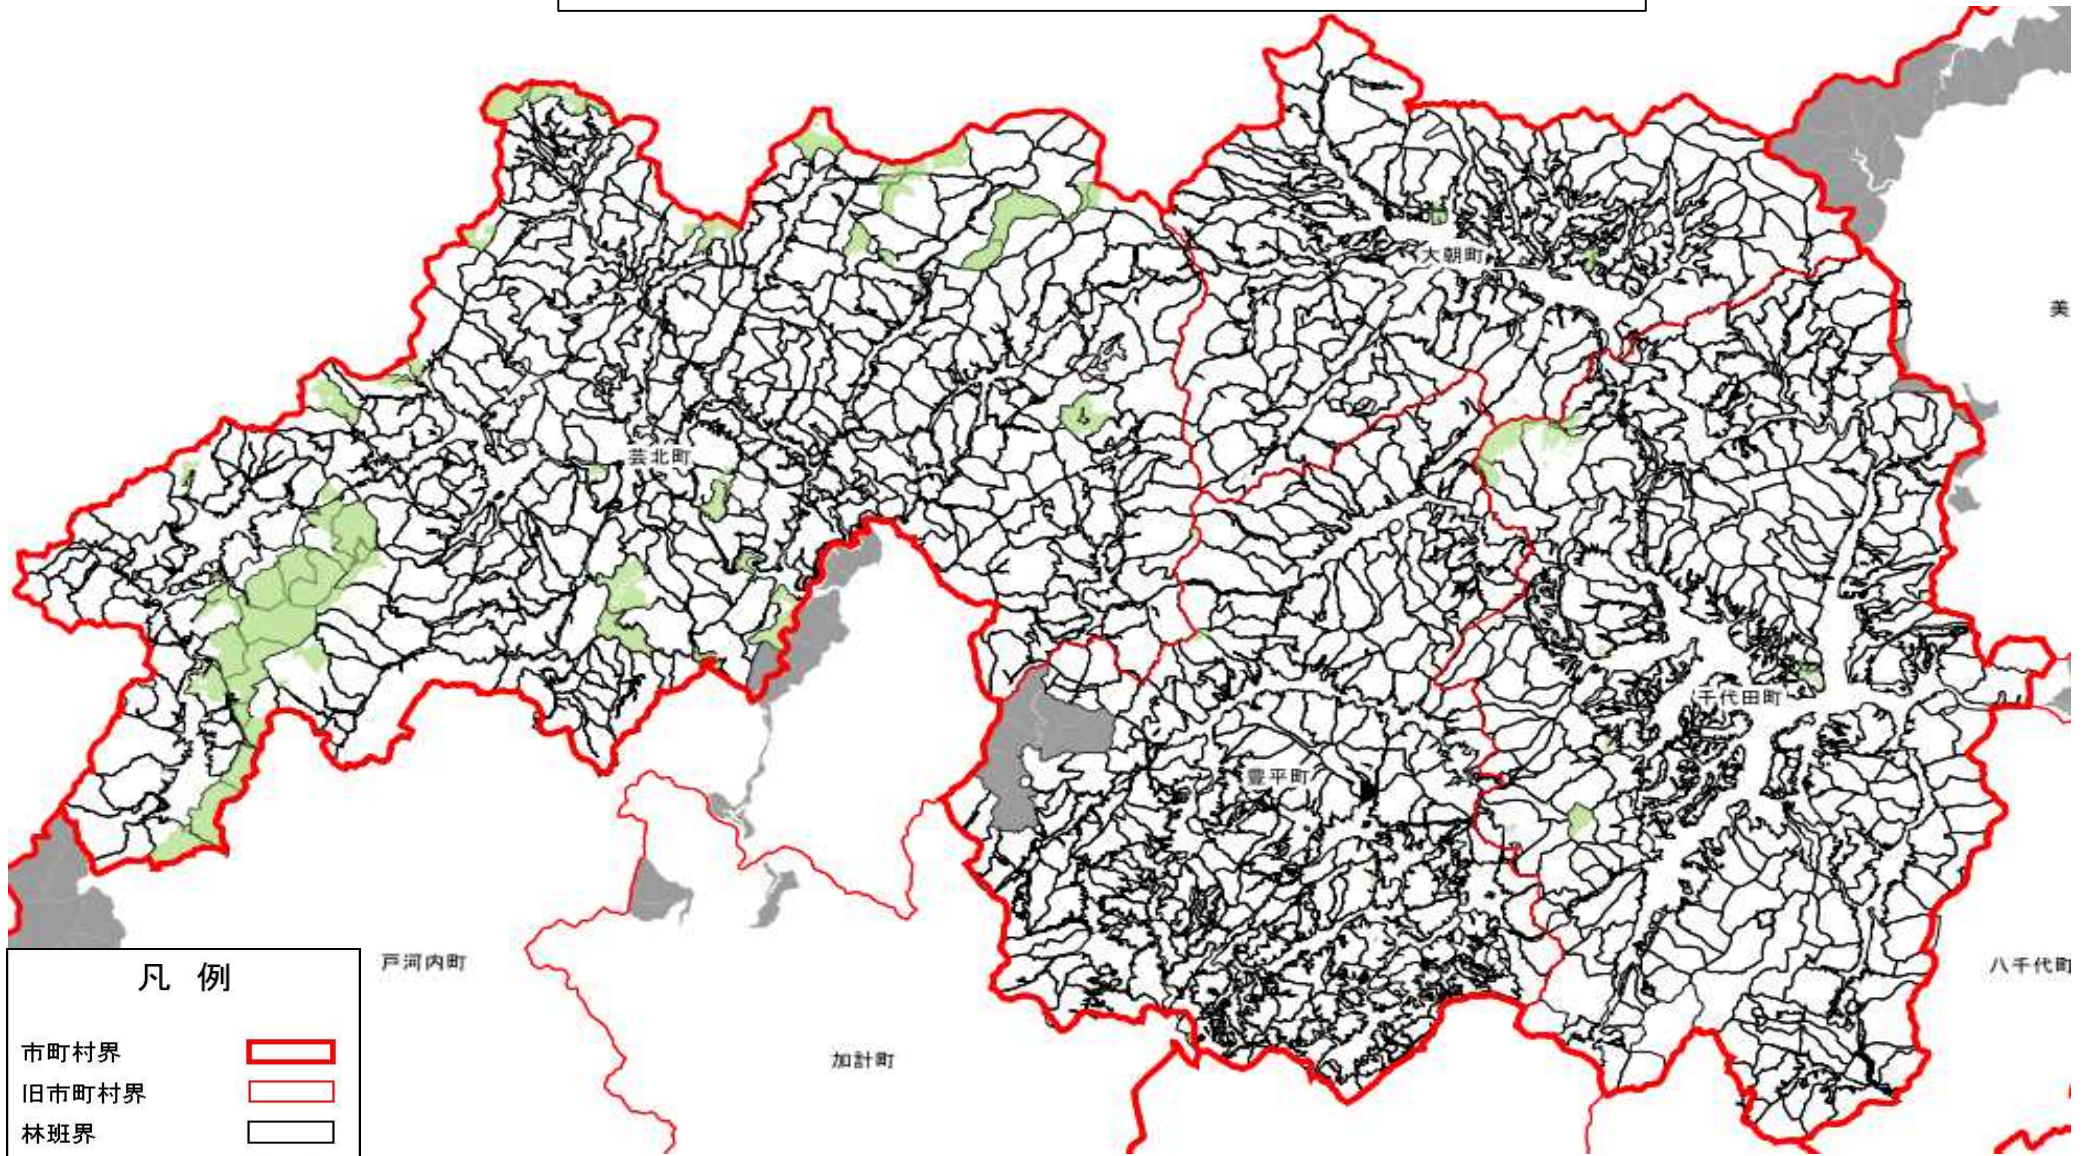 大朝町
美
芸北町
千代田町
豊平町
戸河内町
八千代町
加計町
凡 例
市町村界
旧市町村界
林班界